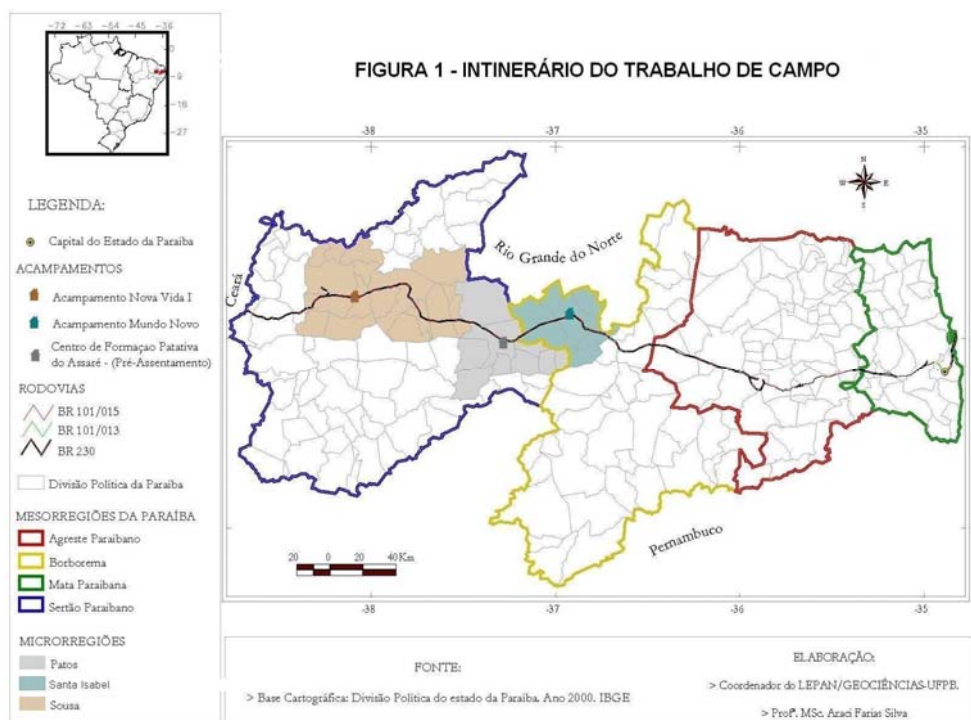 -72 -63 -54 -45 -36
0
-9
-18
-27
FIGURA 1 - INTINERÁRIO DO TRABALHO DE CAMPO
LEGENDA:
Capital do Estado da Paraíba
ACAMPAMENTOS
Acampamento Nova Vida I
Acampamento Mundo Novo
Centro de Formaçao Patativa
do Assaré - (Pré-Assentamento)
RODOVIAS
BR 101/015
BR 101/013
BR 230
Divisão Política da Paraíba
MESORREGIÕES DA PARAÍBA
Agreste Paraibano
Borborema
Mata Paraibana
Sertão Paraibano
MICRORREGIÕES
Patos
Santa Isabel
Sousa
-38 -37 -36 -35
N
W E
S
Rio Grande do Norte
Ceará
Pernambuco
20 0 20 40 Km
-38 -37 -36 -35
FONTE:
> Base Cartográfica: Divisão Política do estado da Paraíba. Ano 2000. IBGE
ELABORAÇÃO:
> Coordenador do LEPAN/GEOCIÊNCIAS-UFPB.
> Profª. MSc. Araci Farias Silva